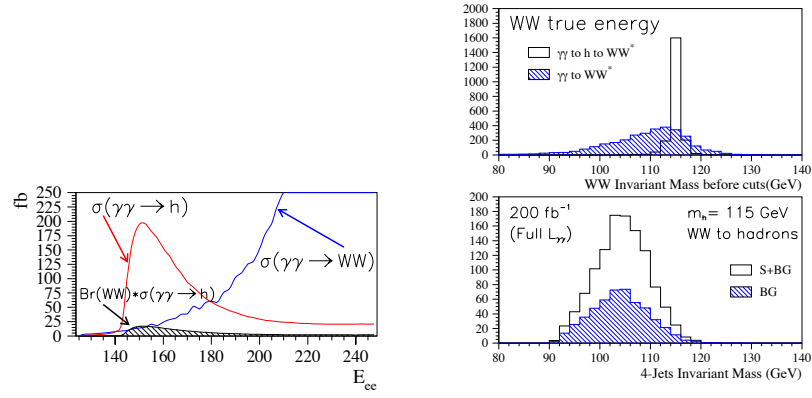 fb
250
225
200
175
150
125
100
75
50
25
0
σ(γγ → h)
σ(γγ → WW)
Br(WW)*σ(γγ → h)
140 160 180 200 220 240
E_ee
WW true energy
γγ to h to WW*
γγ to WW*
2000
1800
1600
1400
1200
1000
800
600
400
200
0
80 90 100 110 120 130 140
WW Invariant Mass before cuts(GeV)
200 fb⁻¹
(Full L_γγ)
m_h= 115 GeV
WW to hadrons
S+BG
BG
200
180
160
140
120
100
80
60
40
20
0
80 90 100 110 120 130 140
4-Jets Invariant Mass (GeV)